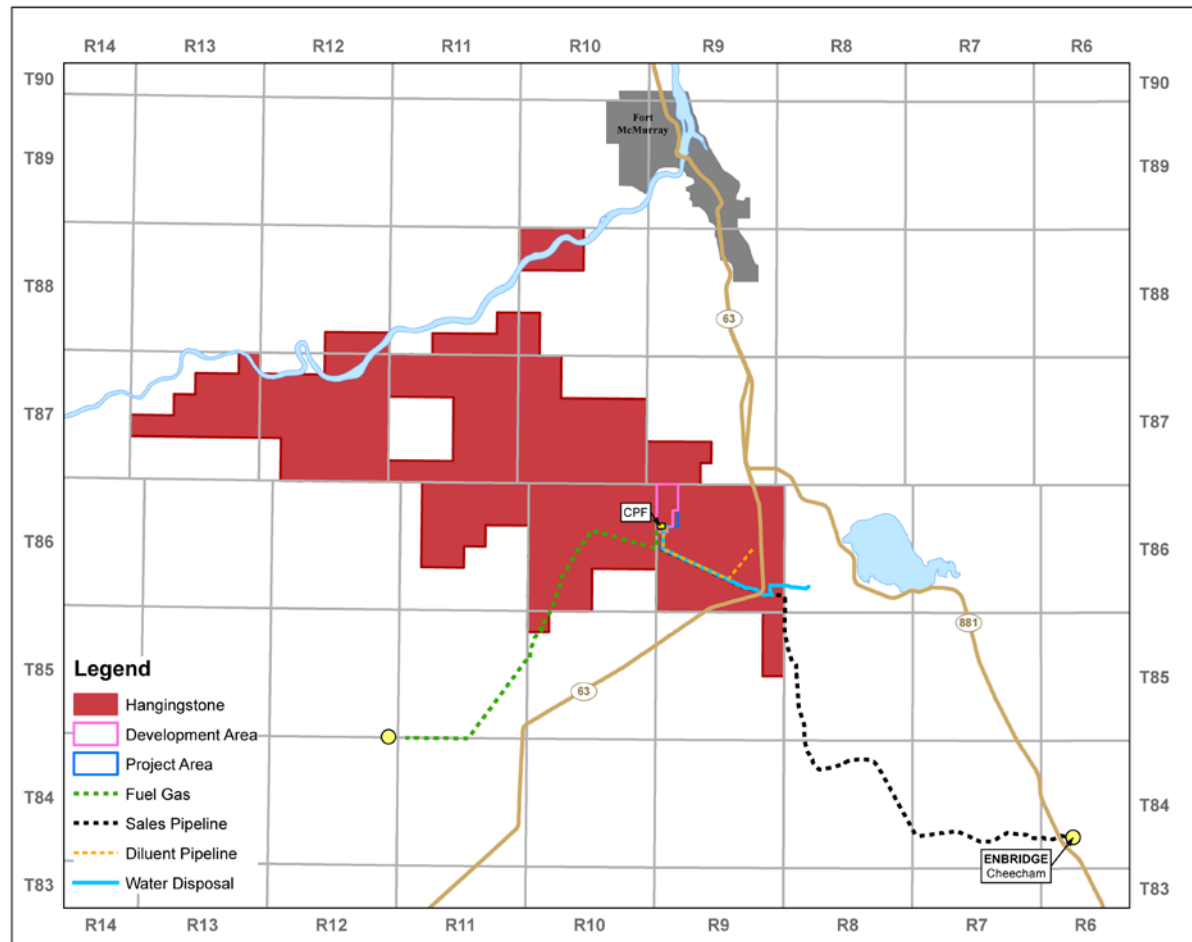 R14 R13 R12 R11 R10 R9 R8 R7 R6
T90 T90
Fort
McMurray
T89 T89
T88 T88
63
T87 T87
CPF
T86 T86
881
T85 T85
63
Legend
Hangingstone
Development Area
Project Area
Fuel Gas
Sales Pipeline
Diluent Pipeline
Water Disposal
T84 T84
ENBRIDGE
Cheecham
T83 T83
R14 R13 R12 R11 R10 R9 R8 R7 R6